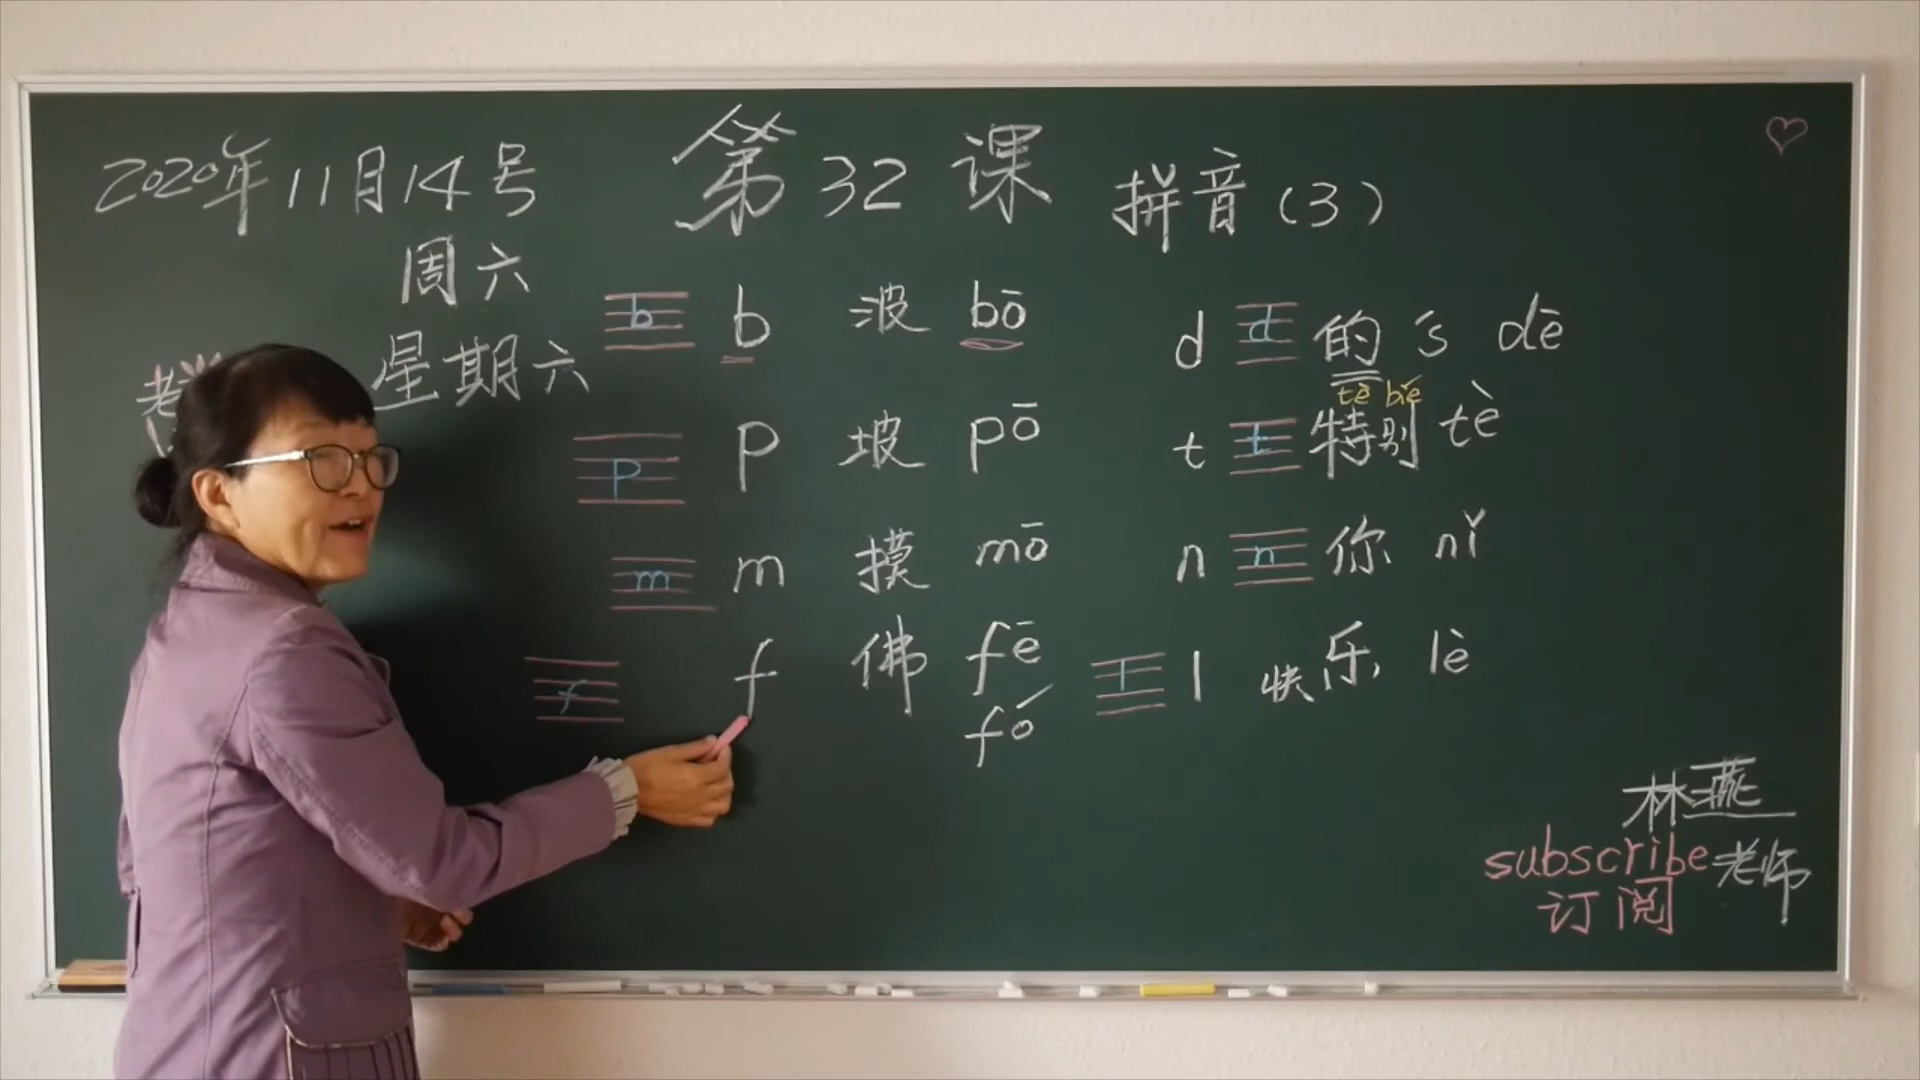 2020年11月14号
第32课 拼音(3)
周六
星期六
老
b b 波 bō
p p 坡 pō
m m 摸 mō
f f 佛 fē
fó
d d 的 's dē
tè bié
t t 特别 tè
n n 你 nǐ
l l 快乐, lè
林燕
subscribe 老师
订阅